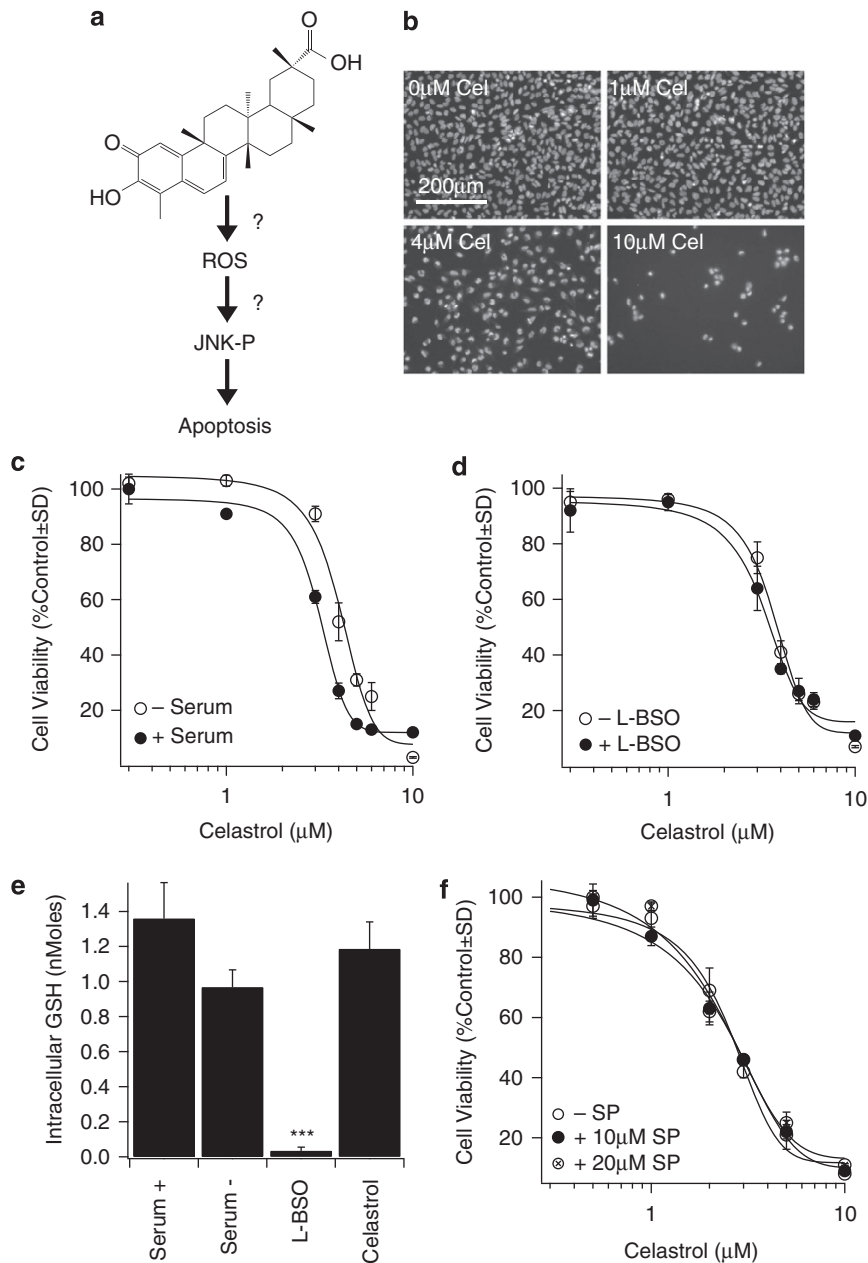 a
O
OH
O
HO
?
ROS
?
JNK-P
Apoptosis
b
0μM Cel
1μM Cel
200μm
4μM Cel
10μM Cel
c
Cell Viability (%Control±SD)
100
80
60
40
20
– Serum
+ Serum
1
10
Celastrol (μM)
d
Cell Viability (%Control±SD)
100
80
60
40
20
– L-BSO
+ L-BSO
1
10
Celastrol (μM)
e
Intracellular GSH (nMoles)
1.4
1.2
1.0
0.8
0.6
0.4
0.2
0.0
***
Serum +
Serum -
L-BSO
Celastrol
f
Cell Viability (%Control±SD)
100
80
60
40
20
– SP
+ 10μM SP
+ 20μM SP
1
10
Celastrol (μM)